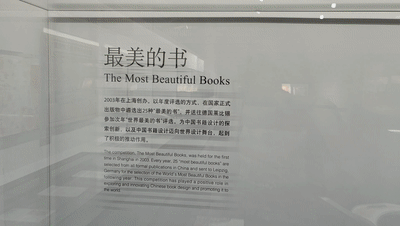 最美的书
The Most Beautiful Books
2003年在上海创办，以年度评选的方式，在国家正式
出版物中遴选出25种“最美的书”，并送往德国莱比锡
参加次年“世界最美的书”评选，为中国书籍设计的探
索创新，以及中国书籍设计迈向世界设计舞台，起到
了积极的推动作用。
The competition, The Most Beautiful Books, was held for the first
time in Shanghai in 2003. Every year, 25 "most beautiful books" are
selected from all formal publications in China and sent to Leipzig,
Germany for the selection of the World's Most Beautiful Books in the
following year. This competition has played a positive role in
exploring and innovating Chinese book design and promoting it to
the world.